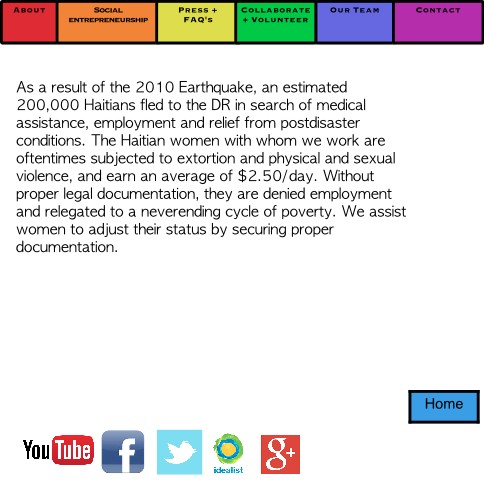 About
Social
entrepreneurship
Press +
FAQ's
Collaborate
+ Volunteer
Our Team
Contact
As a result of the 2010 Earthquake, an estimated
200,000 Haitians fled to the DR in search of medical
assistance, employment and relief from postdisaster
conditions. The Haitian women with whom we work are
oftentimes subjected to extortion and physical and sexual
violence, and earn an average of $2.50/day. Without
proper legal documentation, they are denied employment
and relegated to a neverending cycle of poverty. We assist
women to adjust their status by securing proper
documentation.
Home
YouTube
f
idealist
g+